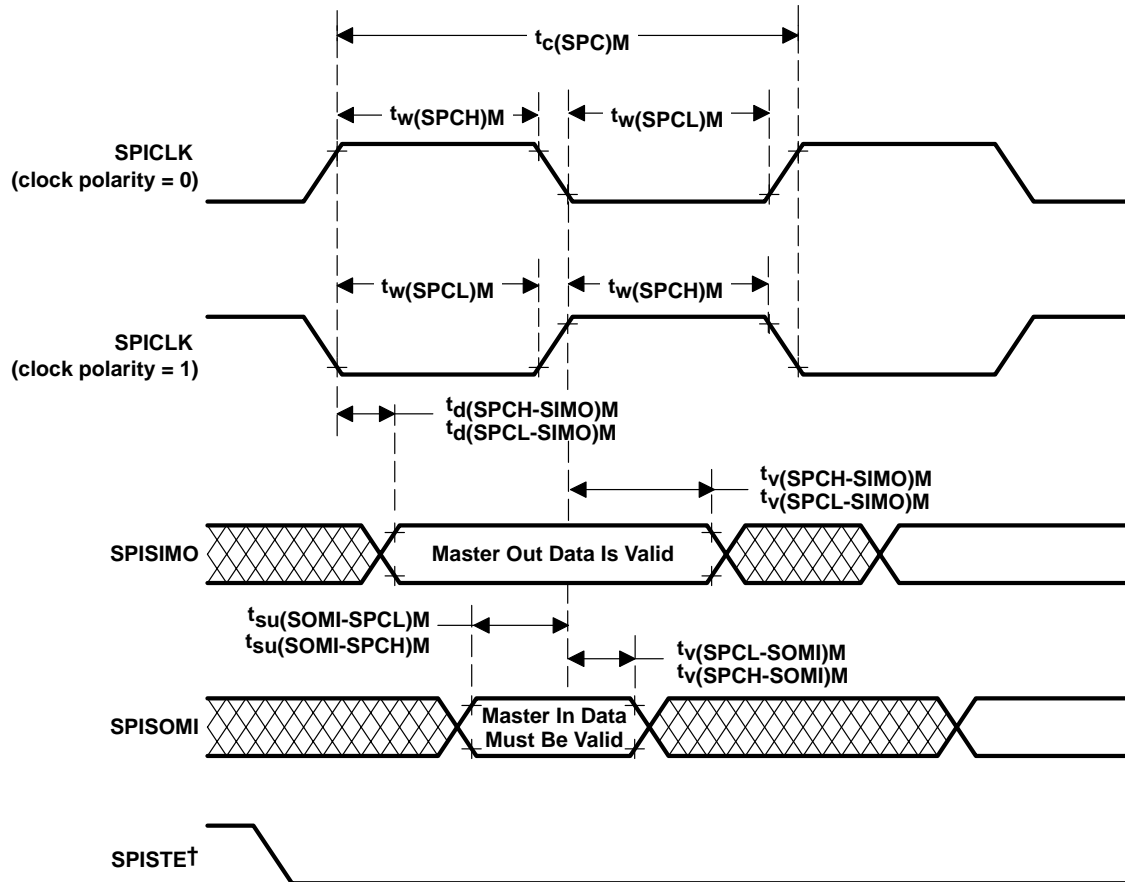 tc(SPC)M
tw(SPCH)M
tw(SPCL)M
SPICLK
(clock polarity = 0)
tw(SPCL)M
tw(SPCH)M
SPICLK
(clock polarity = 1)
td(SPCH-SIMO)M
td(SPCL-SIMO)M
tv(SPCH-SIMO)M
tv(SPCL-SIMO)M
SPISIMO
Master Out Data Is Valid
tsu(SOMI-SPCL)M
tsu(SOMI-SPCH)M
tv(SPCL-SOMI)M
tv(SPCH-SOMI)M
SPISOMI
Master In Data
Must Be Valid
SPISTE†